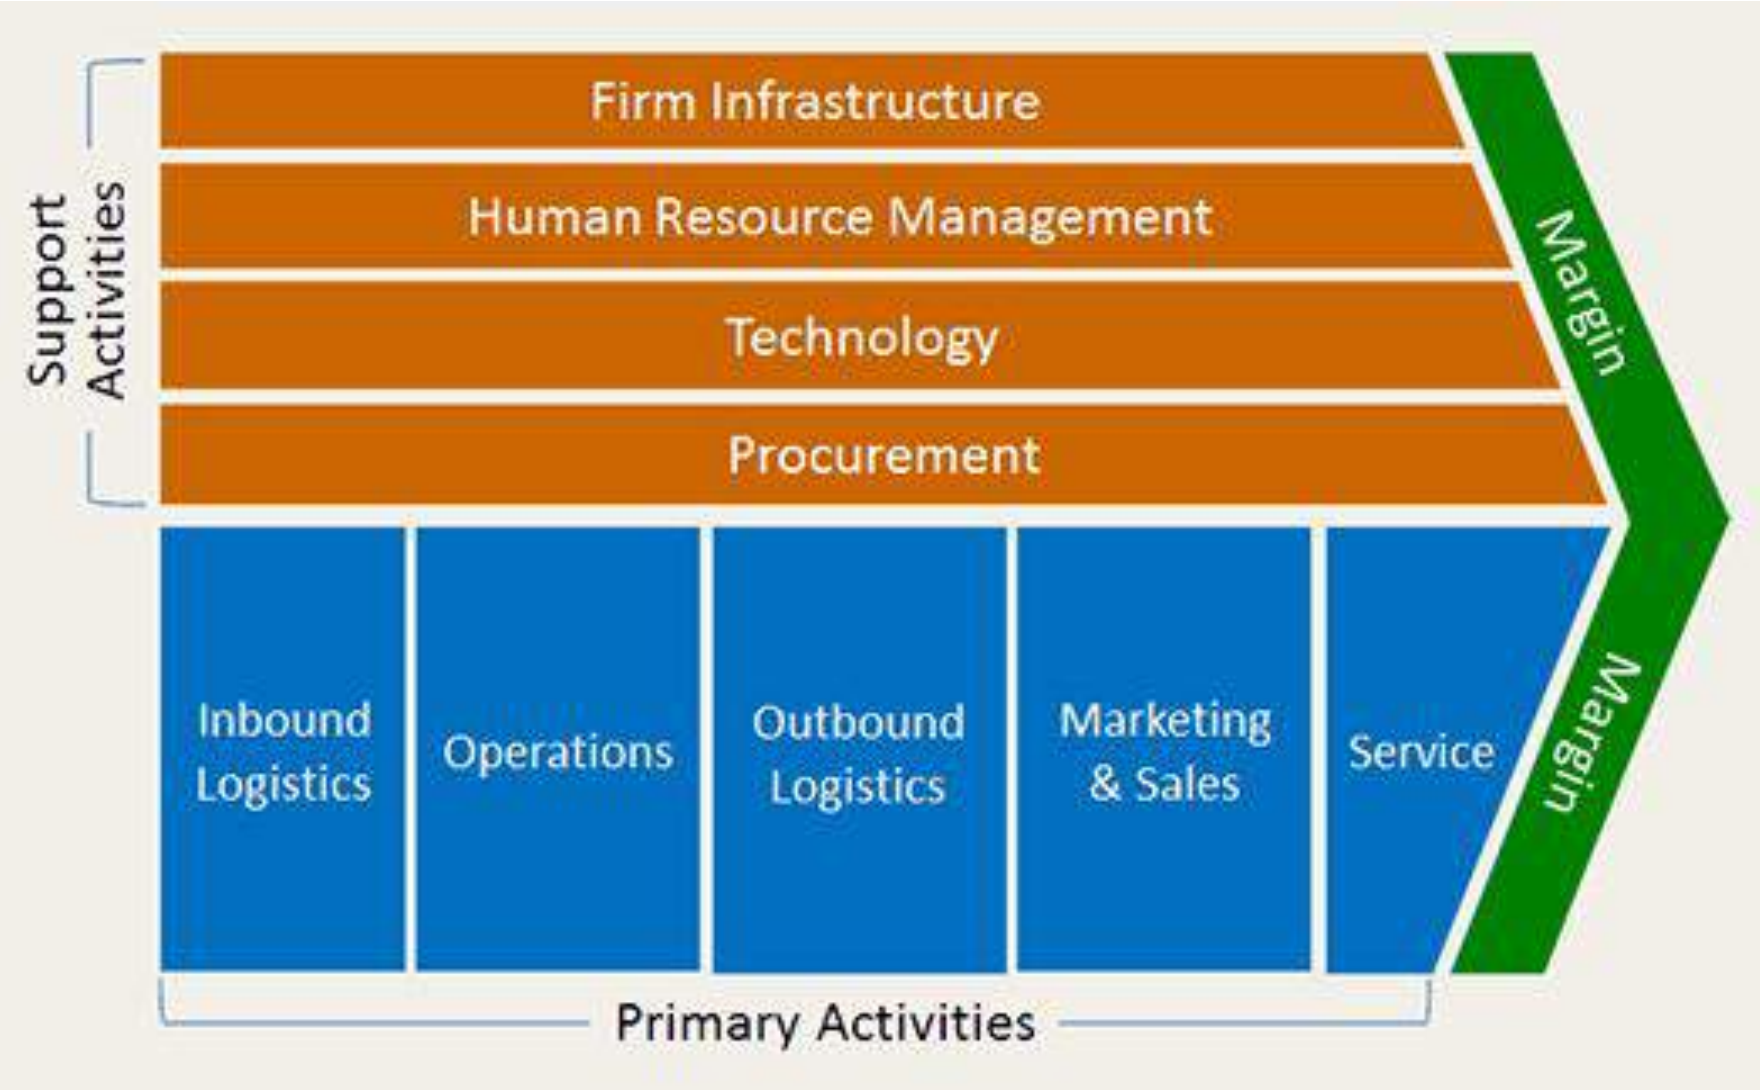 Support
Activities
Firm Infrastructure
Human Resource Management
Technology
Procurement
Margin
Inbound
Logistics
Operations
Outbound
Logistics
Marketing
& Sales
Service
Margin
Primary Activities